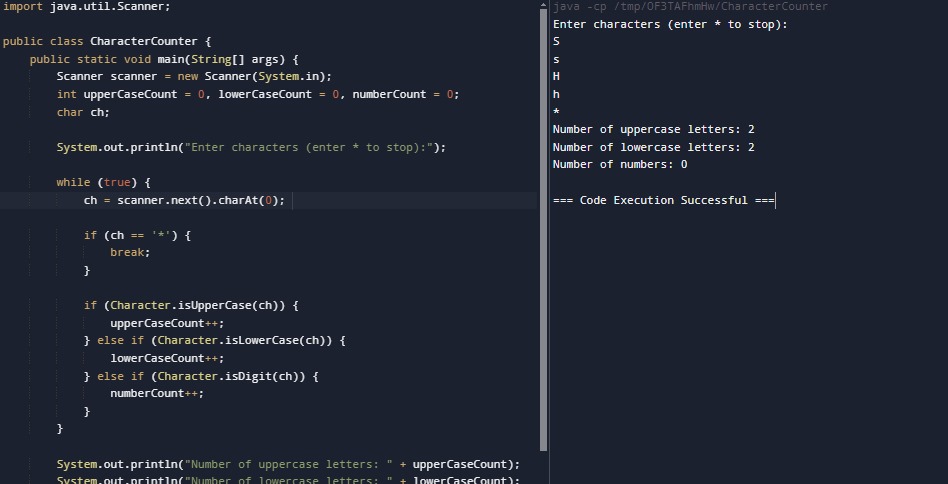 import java.util.Scanner;
public class CharacterCounter {
public static void main(String[] args) {
Scanner scanner = new Scanner(System.in);
int upperCaseCount = 0, lowerCaseCount = 0, numberCount = 0;
char ch;
System.out.println("Enter characters (enter * to stop):");
while (true) {
ch = scanner.next().charAt(0);
if (ch == '*') {
break;
}
if (Character.isUpperCase(ch)) {
upperCaseCount++;
} else if (Character.isLowerCase(ch)) {
lowerCaseCount++;
} else if (Character.isDigit(ch)) {
numberCount++;
}
}
System.out.println("Number of uppercase letters: " + upperCaseCount);
System.out.println("Number of lowercase letters: " + lowerCaseCount);
java -cp /tmp/OF3TAFhmHw/CharacterCounter
Enter characters (enter * to stop):
S
s
H
h
*
Number of uppercase letters: 2
Number of lowercase letters: 2
Number of numbers: 0
=== Code Execution Successful ===